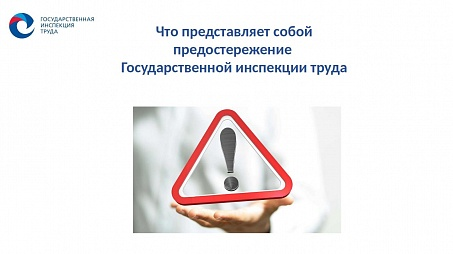 ГОСУДАРСТВЕННАЯ
ИНСПЕКЦИЯ
ТРУДА
Что представляет собой
предостережение
Государственной инспекции труда